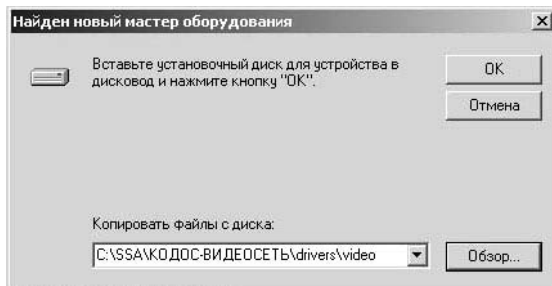 Найден новый мастер оборудования
Вставьте установочный диск для устройства в
дисковод и нажмите кнопку "OK".
OK
Отмена
Копировать файлы с диска:
C:\SSA\КОДОС-ВИДЕОСЕТЬ\drivers\video
Обзор...